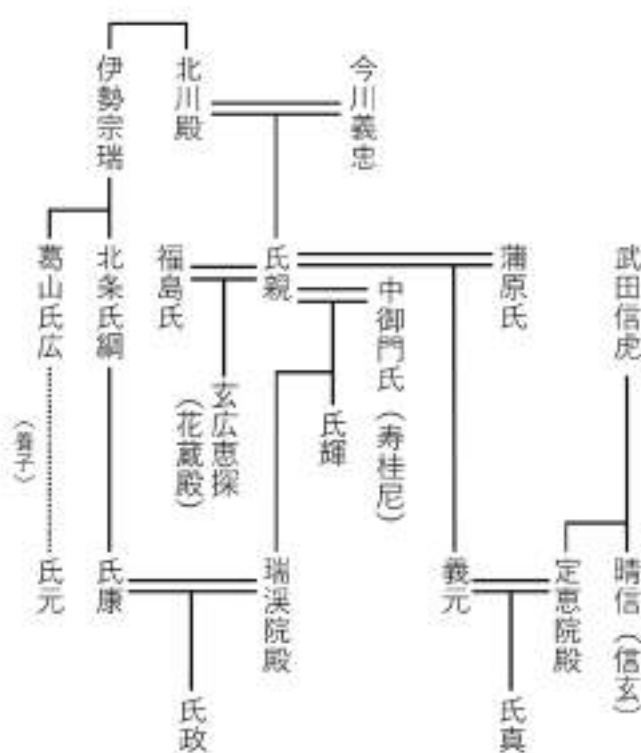 今川義忠
北川殿
伊勢宗瑞
武田信虎
蒲原氏
中御門氏（寿桂尼）
氏親
福島氏
北条氏綱
葛山氏広
氏輝
玄広恵探
（花蔵殿）
（養子）
晴信（信玄）
定恵院殿
義元
瑞渓院殿
氏康
氏元
氏真
氏政